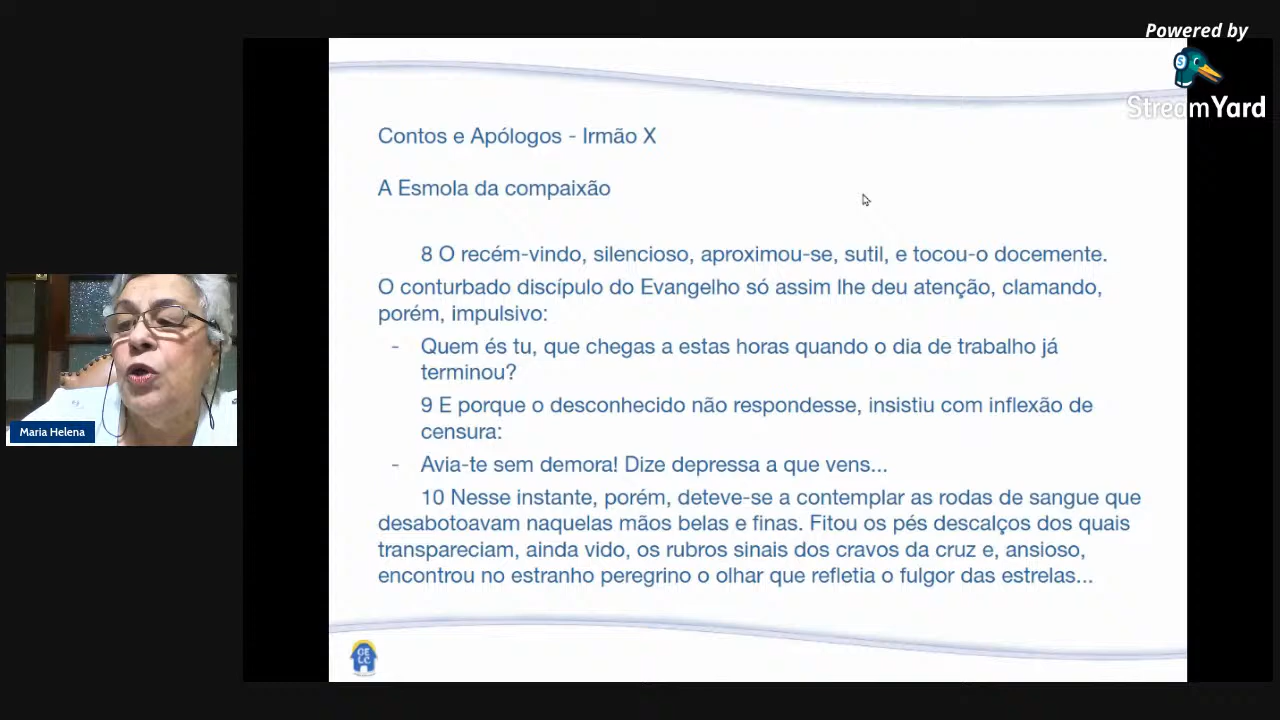 Powered by
StreamYard
Contos e Apólogos - Irmão X
A Esmola da compaixão
8 O recém-vindo, silencioso, aproximou-se, sutil, e tocou-o docemente.
O conturbado discípulo do Evangelho só assim lhe deu atenção, clamando,
porém, impulsivo:
- Quem és tu, que chegas a estas horas quando o dia de trabalho já
terminou?
9 E porque o desconhecido não respondesse, insistiu com inflexão de
censura:
- Avia-te sem demora! Dize depressa a que vens...
10 Nesse instante, porém, deteve-se a contemplar as rodas de sangue que
desabotoavam naquelas mãos belas e finas. Fitou os pés descalços dos quais
transpareciam, ainda vido, os rubros sinais dos cravos da cruz e, ansioso,
encontrou no estranho peregrino o olhar que refletia o fulgor das estrelas...
Maria Helena
CE
LC